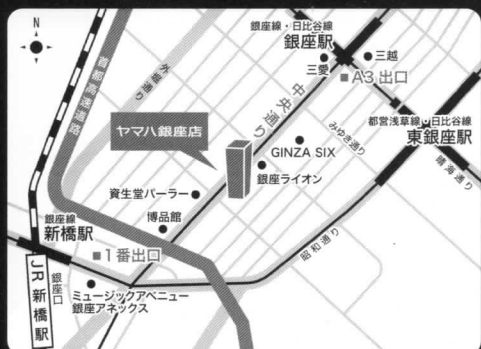 銀座線・日比谷線
銀座駅
三越
三愛
A3 出口
首都高速道路
外堀通り
中央通り
都営浅草線・日比谷線
東銀座駅
ヤマハ銀座店
みゆき通り
GINZA SIX
晴海通り
銀座ライオン
資生堂パーラー
博品館
銀座線
新橋駅
昭和通り
1番出口
JR 新橋駅
銀座口
ミュージックアベニュー
銀座アネックス